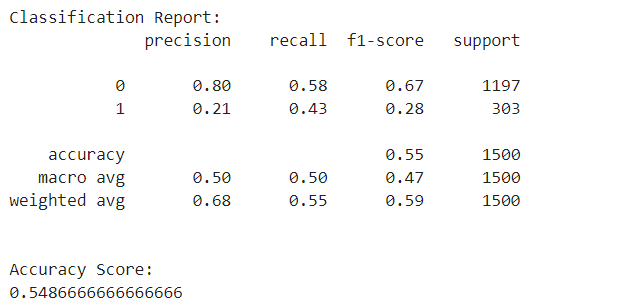 Classification Report:
precision recall f1-score support
0 0.80 0.58 0.67 1197
1 0.21 0.43 0.28 303
accuracy 0.55 1500
macro avg 0.50 0.50 0.47 1500
weighted avg 0.68 0.55 0.59 1500
Accuracy Score:
0.5486666666666666